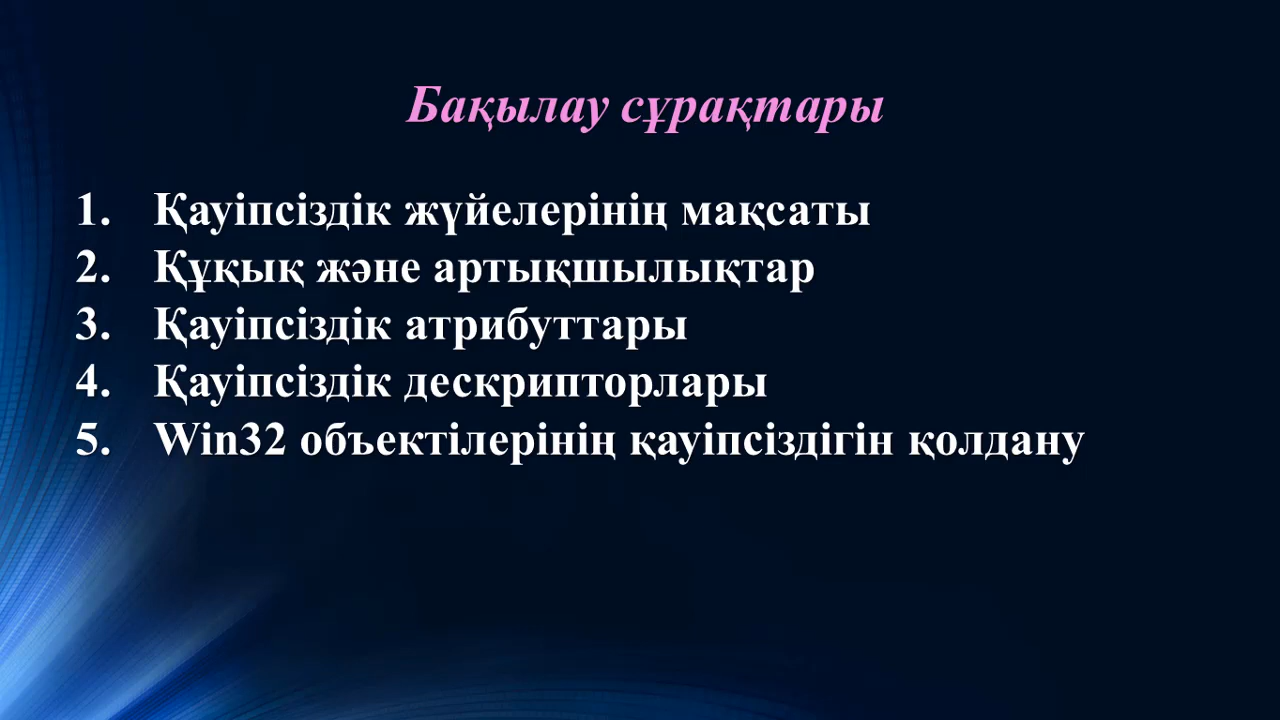 Бақылау сұрақтары
1. Қауіпсіздік жүйелерінің мақсаты
2. Құқық және артықшылықтар
3. Қауіпсіздік атрибуттары
4. Қауіпсіздік дескрипторлары
5. Win32 объектілерінің қауіпсіздігін қолдану